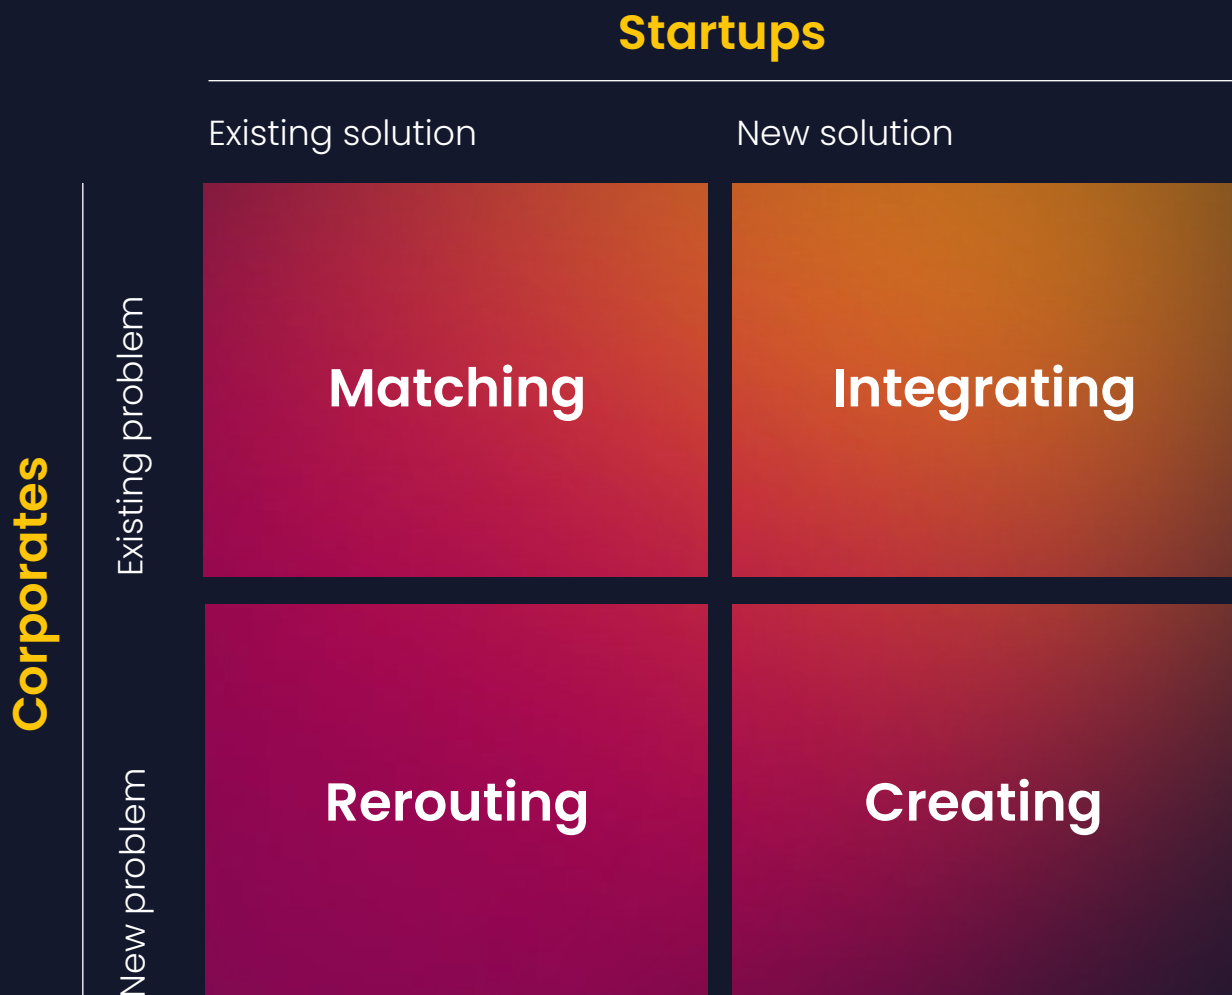 Startups
Existing solution
New solution
Corporates
Existing problem
Matching
Integrating
New problem
Rerouting
Creating